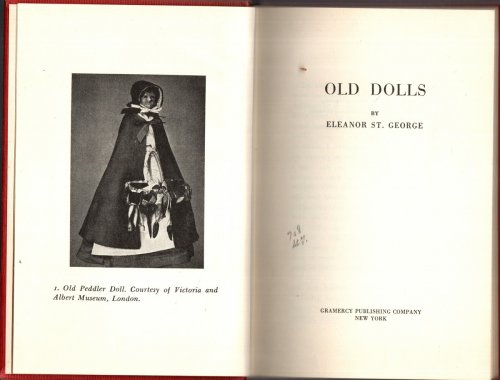 1. Old Peddler Doll. Courtesy of Victoria and
Albert Museum, London.
OLD DOLLS
BY
ELEANOR ST. GEORGE
GRAMERCY PUBLISHING COMPANY
NEW YORK